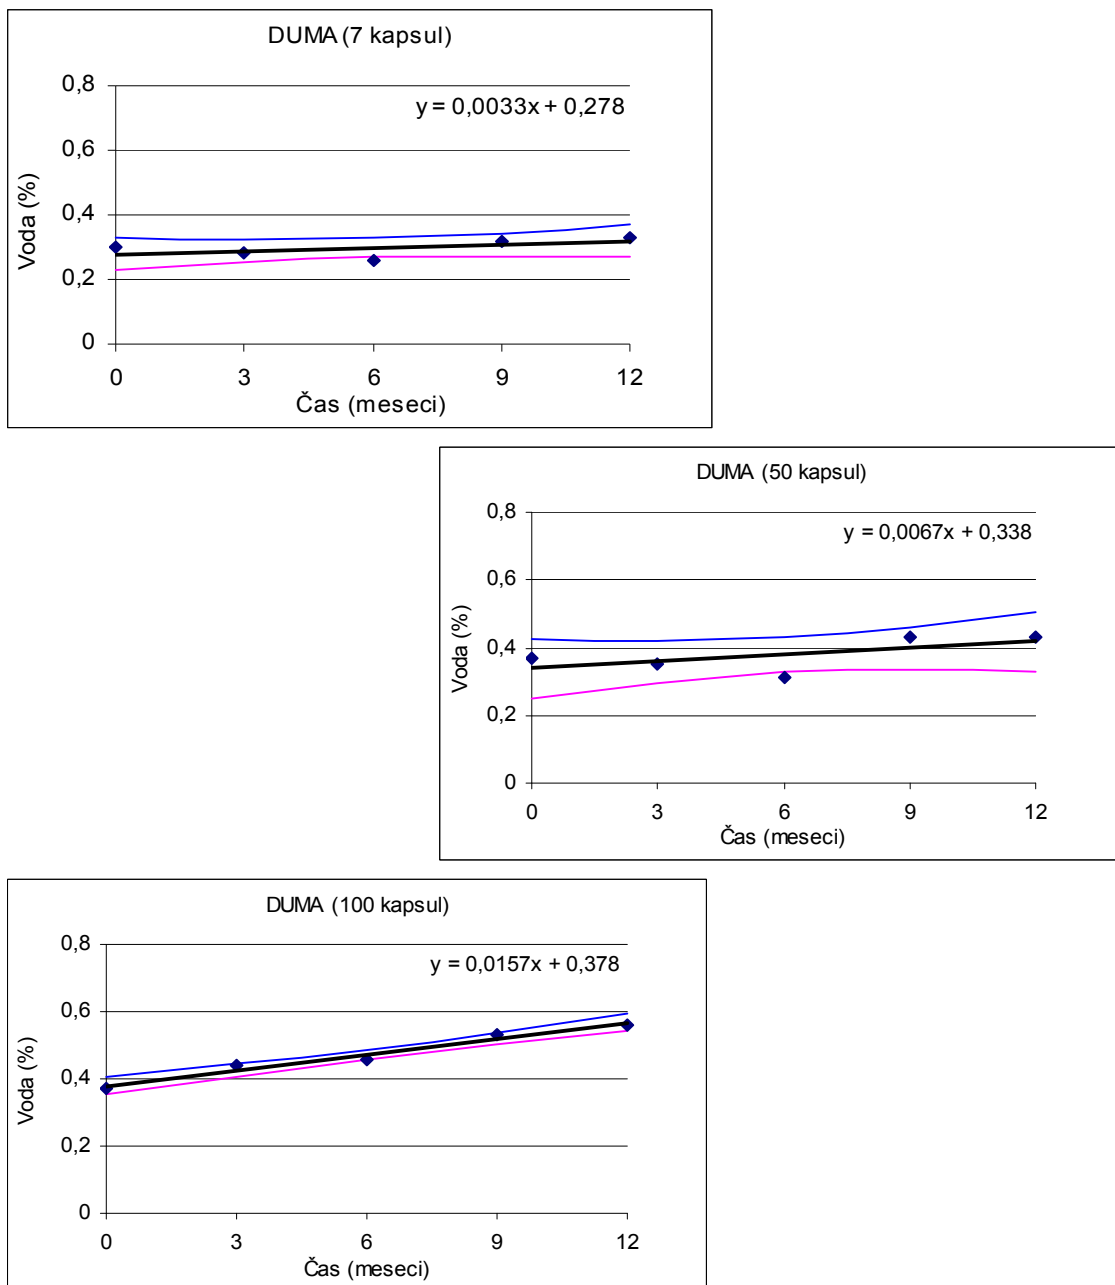 DUMA (7 kapsul)
y = 0,0033x + 0,278
0,8
0,6
0,4
0,2
0
Voda (%)
0 3 6 9 12
Čas (meseci)
DUMA (50 kapsul)
y = 0,0067x + 0,338
0,8
0,6
0,4
0,2
0
Voda (%)
0 3 6 9 12
Čas (meseci)
DUMA (100 kapsul)
y = 0,0157x + 0,378
0,8
0,6
0,4
0,2
0
Voda (%)
0 3 6 9 12
Čas (meseci)